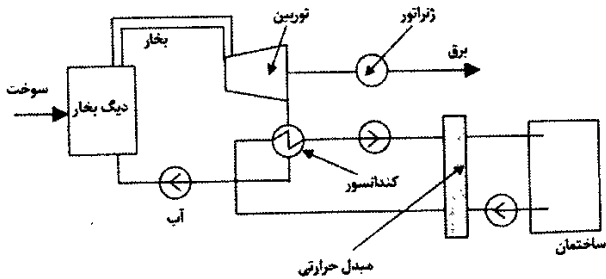 ژنراتور
توربین
بخار
برق
سوخت
دیگ بخار
کندانسور
آب
ساختمان
مبدل حرارتی